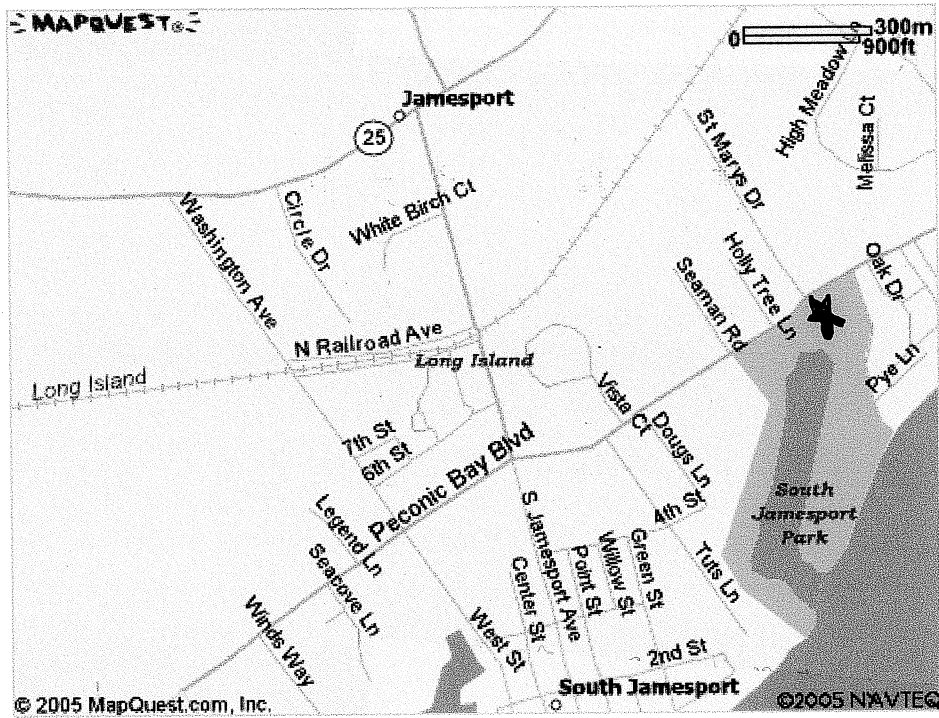 MAPQUEST®
0 300m
900ft
Jamesport
25
High Meadow Ln
Melissa Ct
St Marys Dr
Washington Ave
Circle Dr
White Birch Ct
Holly Tree Ln
Seaman Rd
Oak Dr
N Railroad Ave
Long Island
Long Island
Pye Ln
Vista Ct
Dougs Ln
7th St
6th St
Peconic Bay Blvd
4th St
South
Jamesport
Park
Legend Ln
Seacove Ln
S Jamesport Ave
Center St
Point St
Willow St
Green St
Tuts Ln
Winds Way
West St
2nd St
South Jamesport
© 2005 MapQuest.com, Inc.
©2005 NAVTEQ